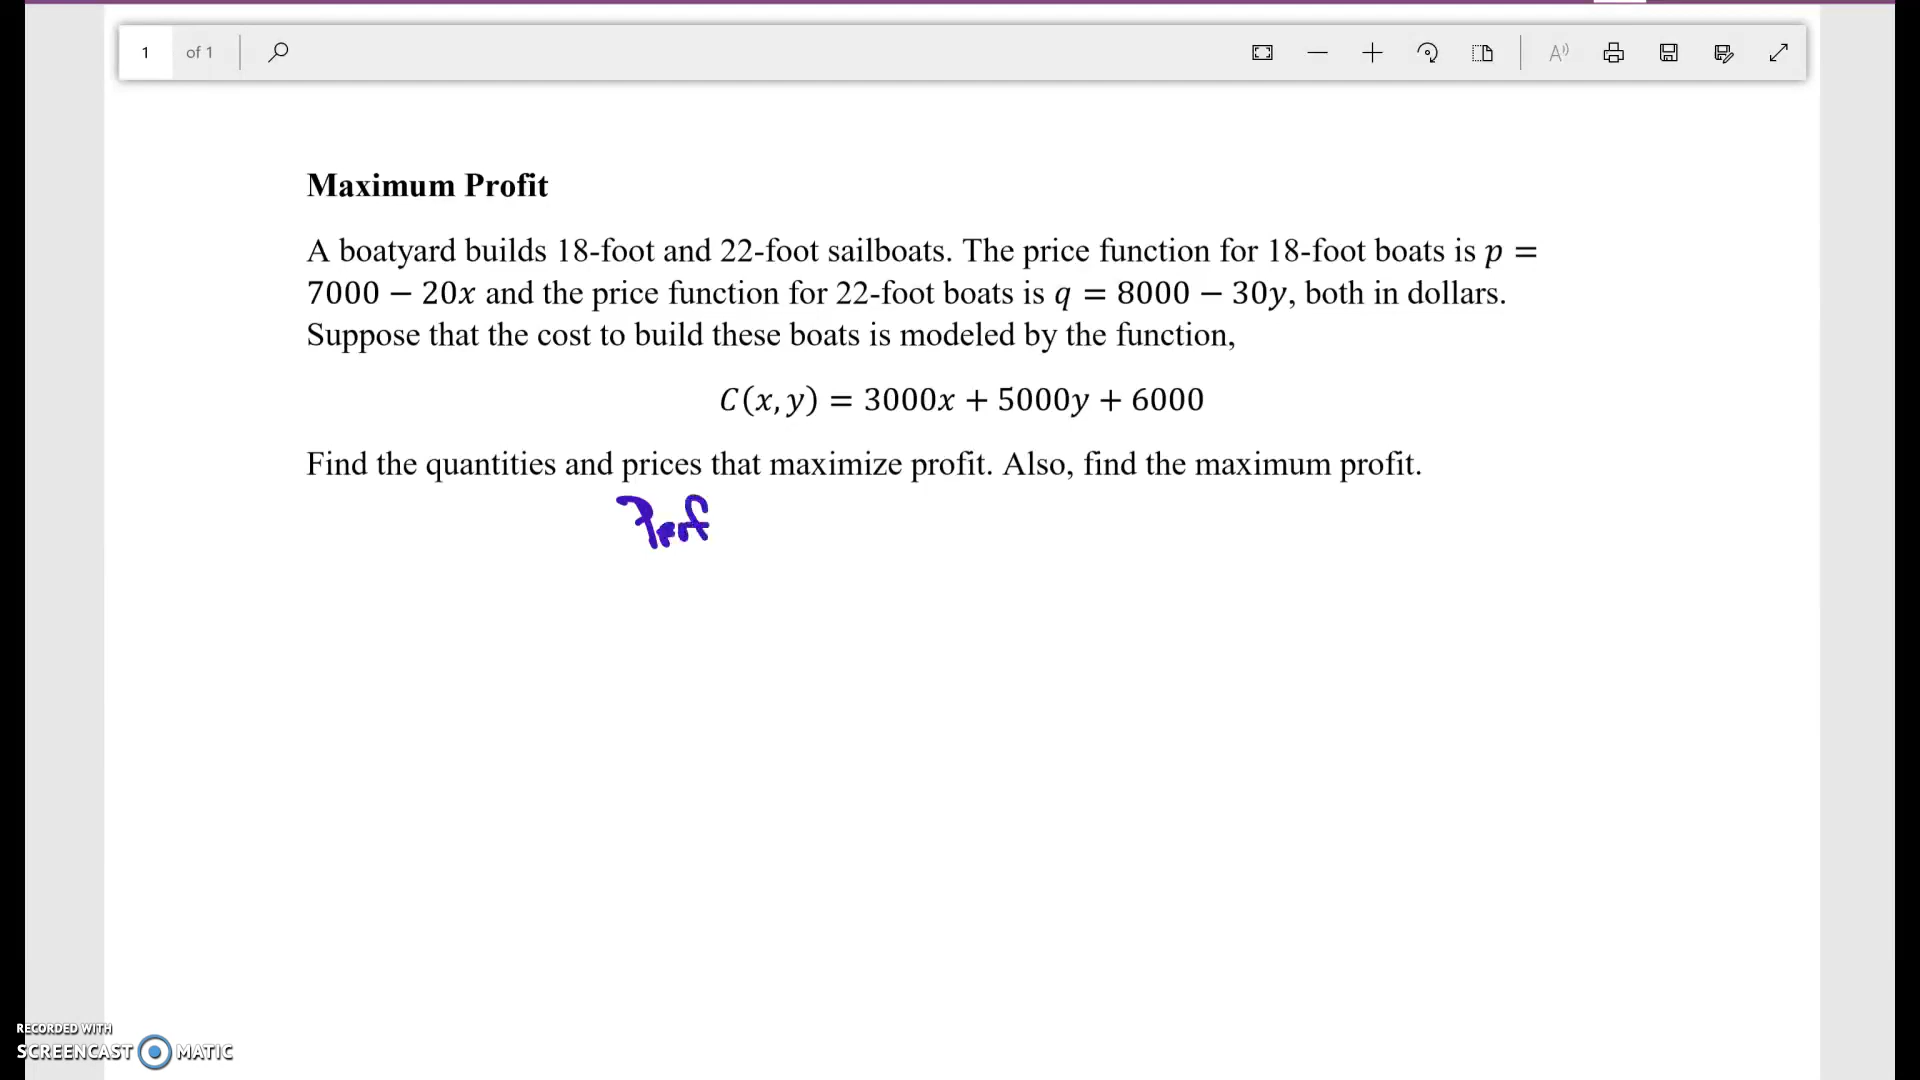 1 of 1
Maximum Profit
A boatyard builds 18-foot and 22-foot sailboats. The price function for 18-foot boats is p =
7000 − 20x and the price function for 22-foot boats is q = 8000 − 30y, both in dollars.
Suppose that the cost to build these boats is modeled by the function,
C(x, y) = 3000x + 5000y + 6000
Find the quantities and prices that maximize profit. Also, find the maximum profit.
Prof
RECORDED WITH
SCREENCAST MATIC